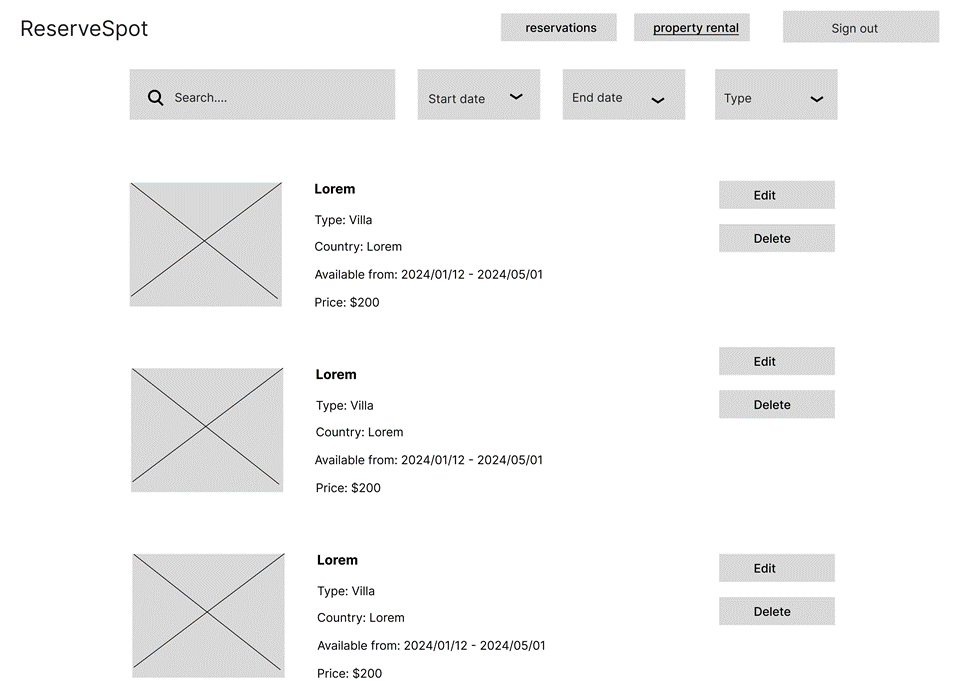 ReserveSpot
reservations
property rental
Sign out
Search....
Start date
End date
Type
Lorem
Type: Villa
Country: Lorem
Available from: 2024/01/12 - 2024/05/01
Price: $200
Edit
Delete
Lorem
Type: Villa
Country: Lorem
Available from: 2024/01/12 - 2024/05/01
Price: $200
Edit
Delete
Lorem
Type: Villa
Country: Lorem
Available from: 2024/01/12 - 2024/05/01
Price: $200
Edit
Delete